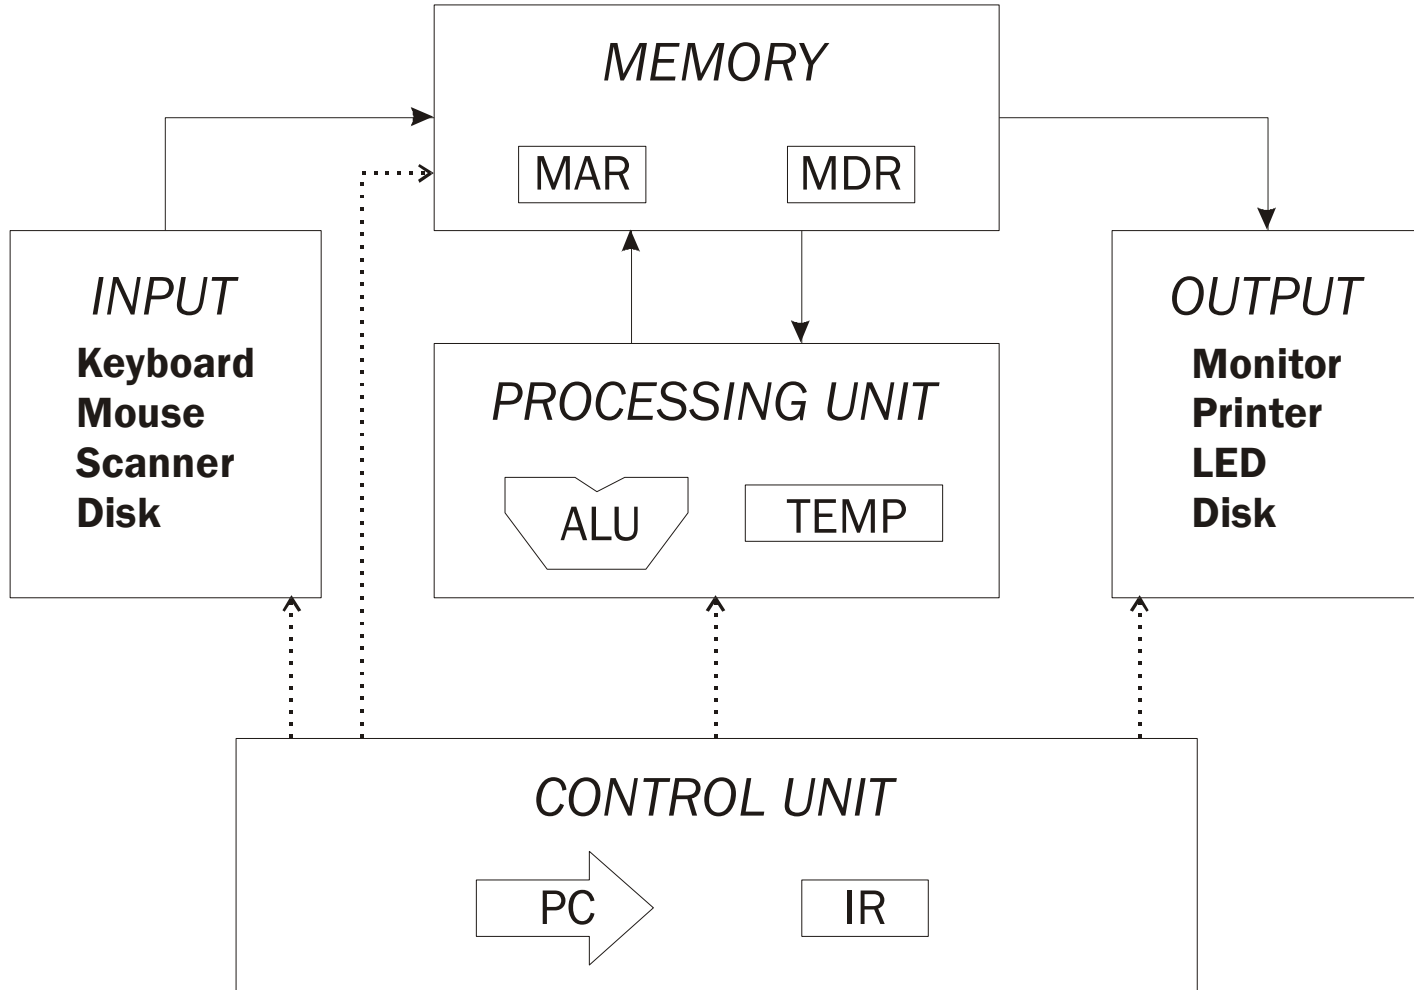 MEMORY
MAR
MDR
INPUT
Keyboard
Mouse
Scanner
Disk
PROCESSING UNIT
ALU
TEMP
OUTPUT
Monitor
Printer
LED
Disk
CONTROL UNIT
PC
IR